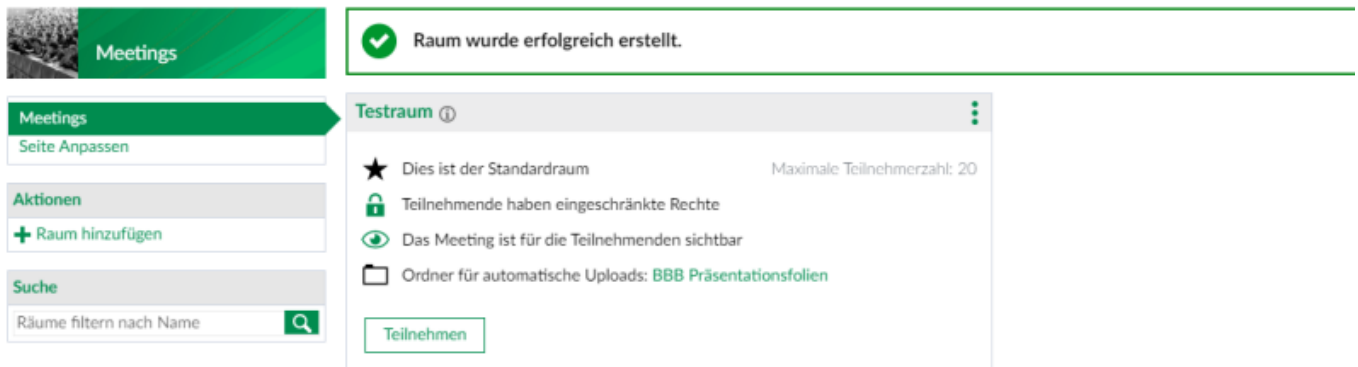 Meetings
Raum wurde erfolgreich erstellt.
Meetings
Seite Anpassen
Aktionen
Raum hinzufügen
Suche
Räume filtern nach Name
Testraum
Dies ist der Standardraum
Maximale Teilnehmerzahl: 20
Teilnehmende haben eingeschränkte Rechte
Das Meeting ist für die Teilnehmenden sichtbar
Ordner für automatische Uploads: BBB Präsentationsfolien
Teilnehmen